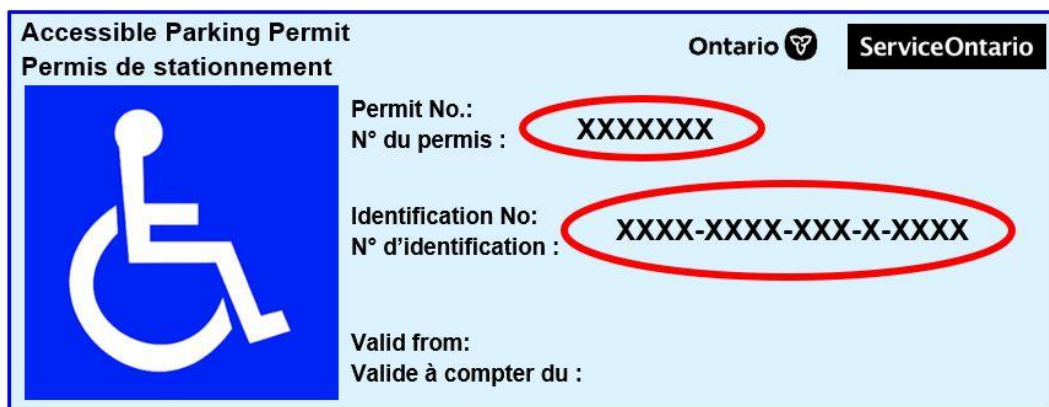 Accessible Parking Permit
Permis de stationnement
Ontario
ServiceOntario
Permit No.:
N° du permis :
XXXXXXX
Identification No:
N° d’identification :
XXXX-XXXX-XXX-X-XXXX
Valid from:
Valide à compter du :